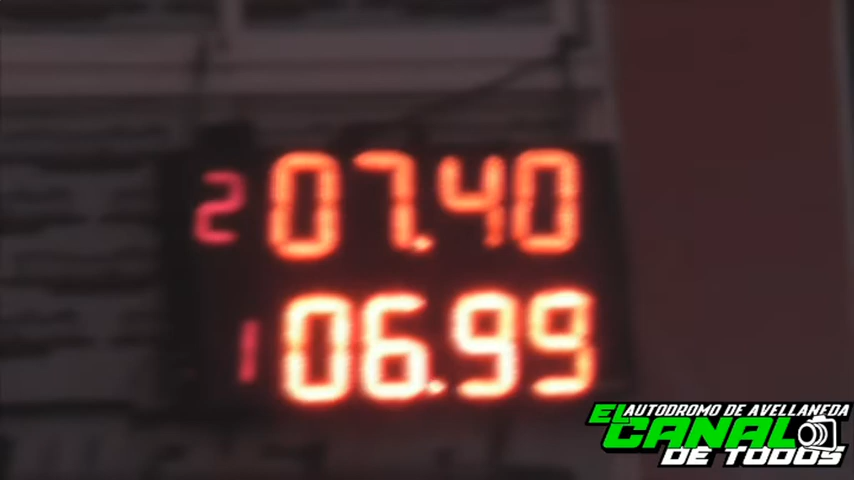 2 07.40
1 06.99
AUTODROMO DE AVELLANEDA
EL CANAL
DE TODOS